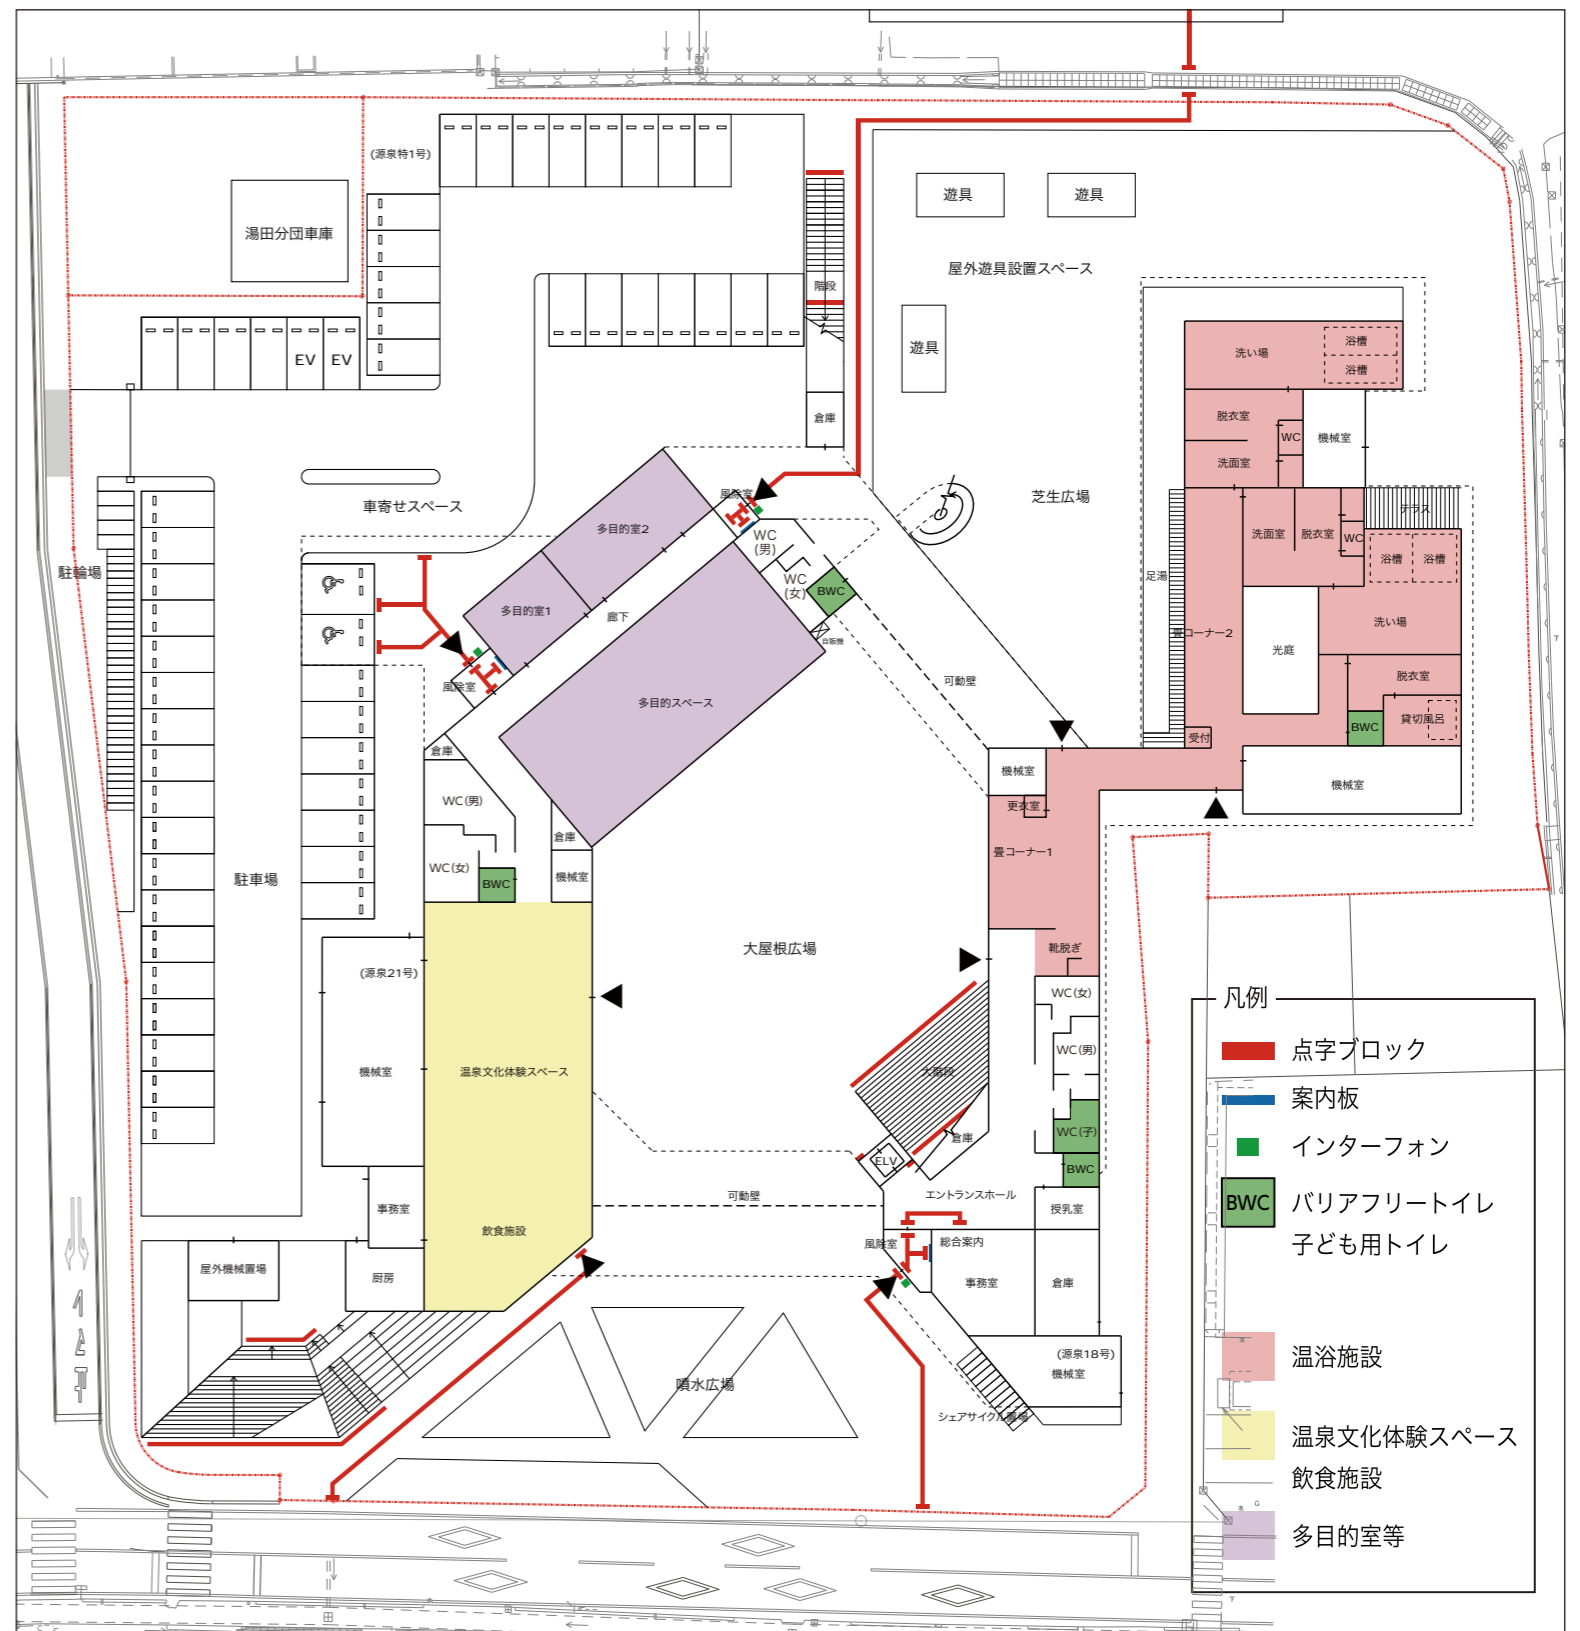 (源泉特1号)
湯田分団車庫
EV
EV
階段
倉庫
遊具
遊具
屋外遊具設置スペース
遊具
洗い場
浴槽
浴槽
脱衣室
WC
機械室
洗面室
車寄せスペース
風除室
多目的室2
WC
(男)
WC
(女)
BWC
自販機
芝生広場
テラス
洗面室
脱衣室
WC
浴槽
浴槽
足湯
駐輪場
多目的室1
廊下
風除室
畳コーナー2
洗い場
光庭
可動壁
多目的スペース
脱衣室
BWC
貸切風呂
受付
倉庫
機械室
機械室
更衣室
WC(男)
倉庫
畳コーナー1
WC(女)
BWC
機械室
駐車場
大屋根広場
靴脱ぎ
(源泉21号)
WC(女)
WC(男)
機械室
温泉文化体験スペース
大階段
WC(子)
倉庫
ELV
BWC
エントランスホール
可動壁
授乳室
事務室
飲食施設
風除室
総合案内
屋外機械置場
厨房
事務室
倉庫
(源泉18号)
機械室
噴水広場
シェアサイクル置場
凡例
点字ブロック
案内板
インターフォン
BWC
バリアフリートイレ
子ども用トイレ
温浴施設
温泉文化体験スペース
飲食施設
多目的室等